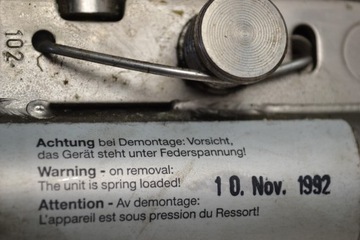 102
Achtung bei Demontage: Vorsicht,
das Gerät steht unter Federspannung!
Warning - on removal:
The unit is spring loaded!
10. Nov. 1992
Attention - Av demontage:
L'appareil est sous pression du Ressort!